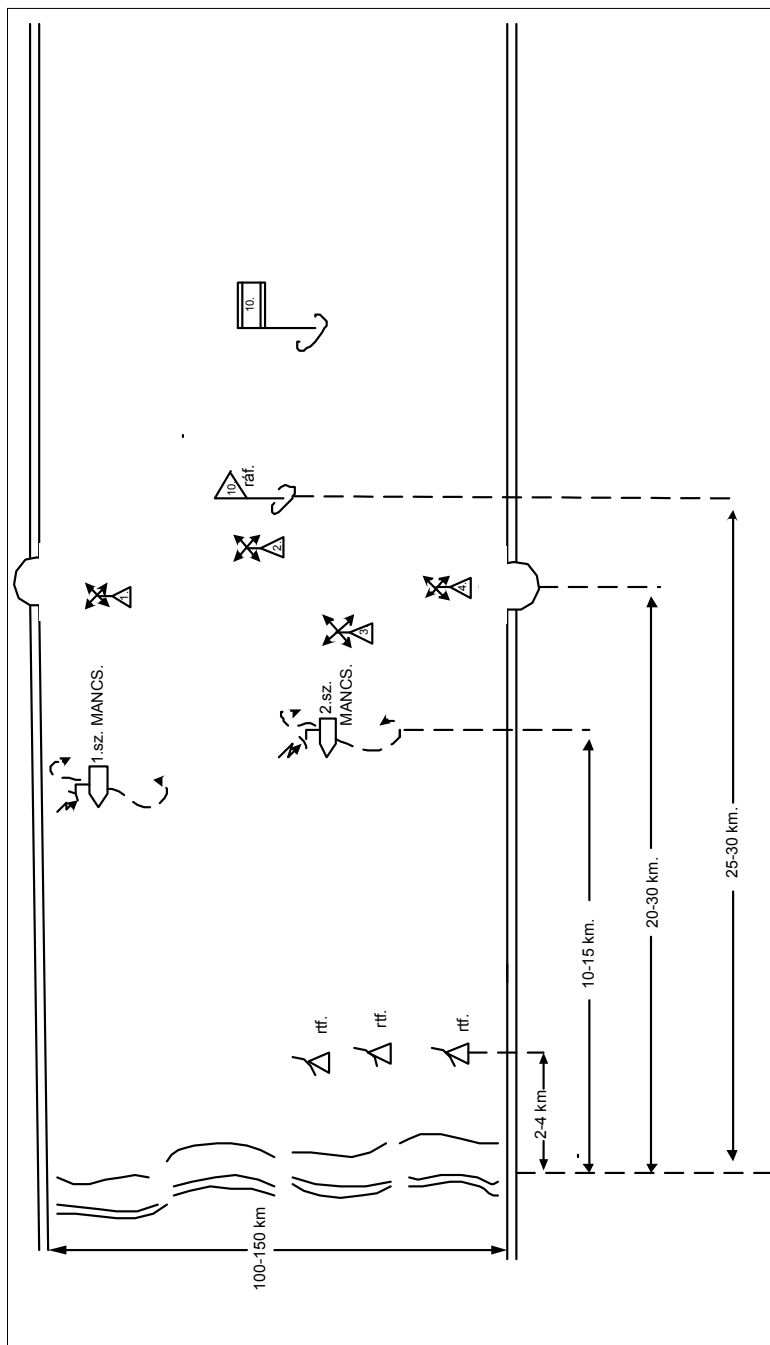 10.
10.
ráf.
1.
2.
3.
4.
1.sz. MANCS.
2.sz.
MANCS.
rtf.
rtf.
rtf.
2-4 km
10-15 km.
20-30 km.
25-30 km.
100-150 km